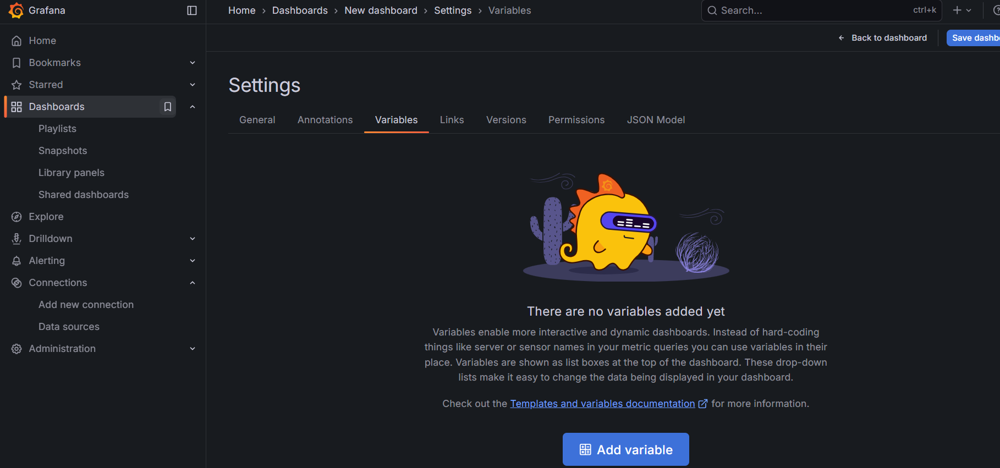 Grafana
Home › Dashboards › New dashboard › Settings › Variables
Search...
ctrl+k
Back to dashboard
Save dashb
Home
Bookmarks
Starred
Dashboards
Playlists
Snapshots
Library panels
Shared dashboards
Explore
Drilldown
Alerting
Connections
Add new connection
Data sources
Administration
Settings
General
Annotations
Variables
Links
Versions
Permissions
JSON Model
There are no variables added yet
Variables enable more interactive and dynamic dashboards. Instead of hard-coding
things like server or sensor names in your metric queries you can use variables in their
place. Variables are shown as list boxes at the top of the dashboard. These drop-down
lists make it easy to change the data being displayed in your dashboard.
Check out the Templates and variables documentation for more information.
Add variable